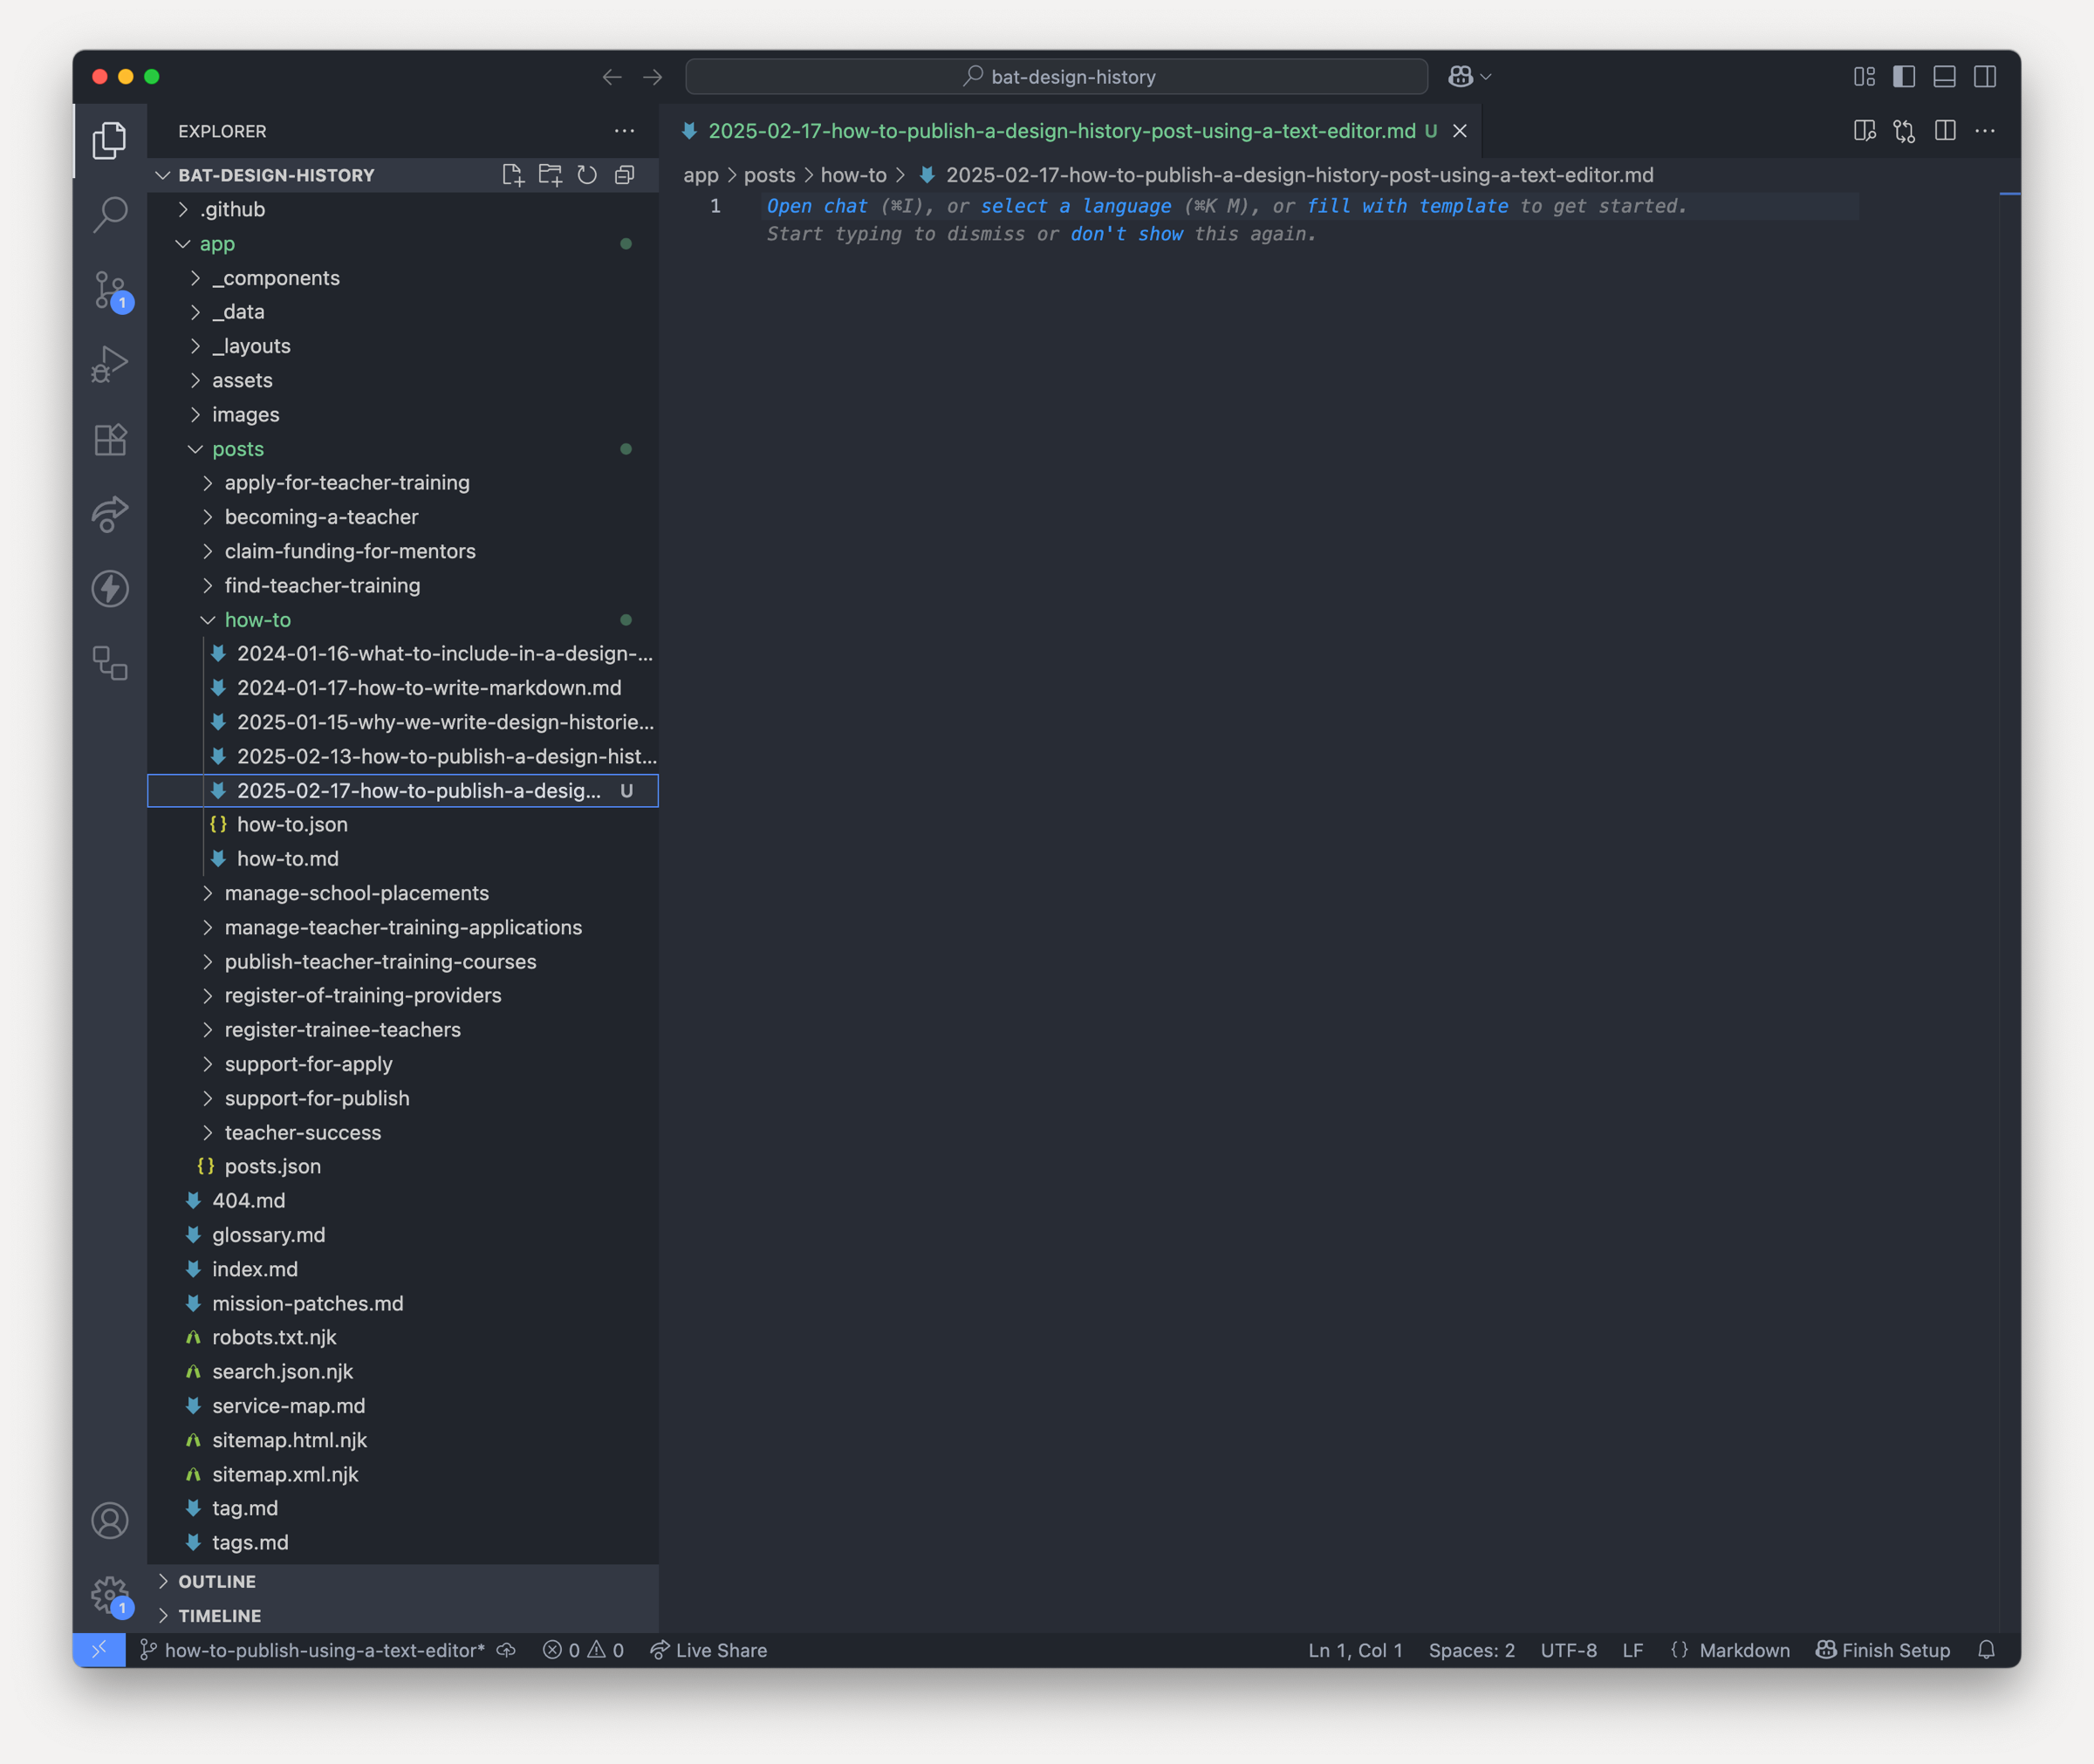 bat-design-history
EXPLORER
BAT-DESIGN-HISTORY
.github
app
_components
_data
_layouts
assets
images
posts
apply-for-teacher-training
becoming-a-teacher
claim-funding-for-mentors
find-teacher-training
how-to
2024-01-16-what-to-include-in-a-design-...
2024-01-17-how-to-write-markdown.md
2025-01-15-why-we-write-design-historie...
2025-02-13-how-to-publish-a-design-hist...
2025-02-17-how-to-publish-a-desig... U
{} how-to.json
how-to.md
manage-school-placements
manage-teacher-training-applications
publish-teacher-training-courses
register-of-training-providers
register-trainee-teachers
support-for-apply
support-for-publish
teacher-success
{} posts.json
404.md
glossary.md
index.md
mission-patches.md
robots.txt.njk
search.json.njk
service-map.md
sitemap.html.njk
sitemap.xml.njk
tag.md
tags.md
OUTLINE
TIMELINE
1
1
2025-02-17-how-to-publish-a-design-history-post-using-a-text-editor.md U
app > posts > how-to > 2025-02-17-how-to-publish-a-design-history-post-using-a-text-editor.md
1 Open chat (⌘I), or select a language (⌘K M), or fill with template to get started.
Start typing to dismiss or don't show this again.
how-to-publish-using-a-text-editor* 0 0 Live Share Ln 1, Col 1 Spaces: 2 UTF-8 LF {} Markdown Finish Setup